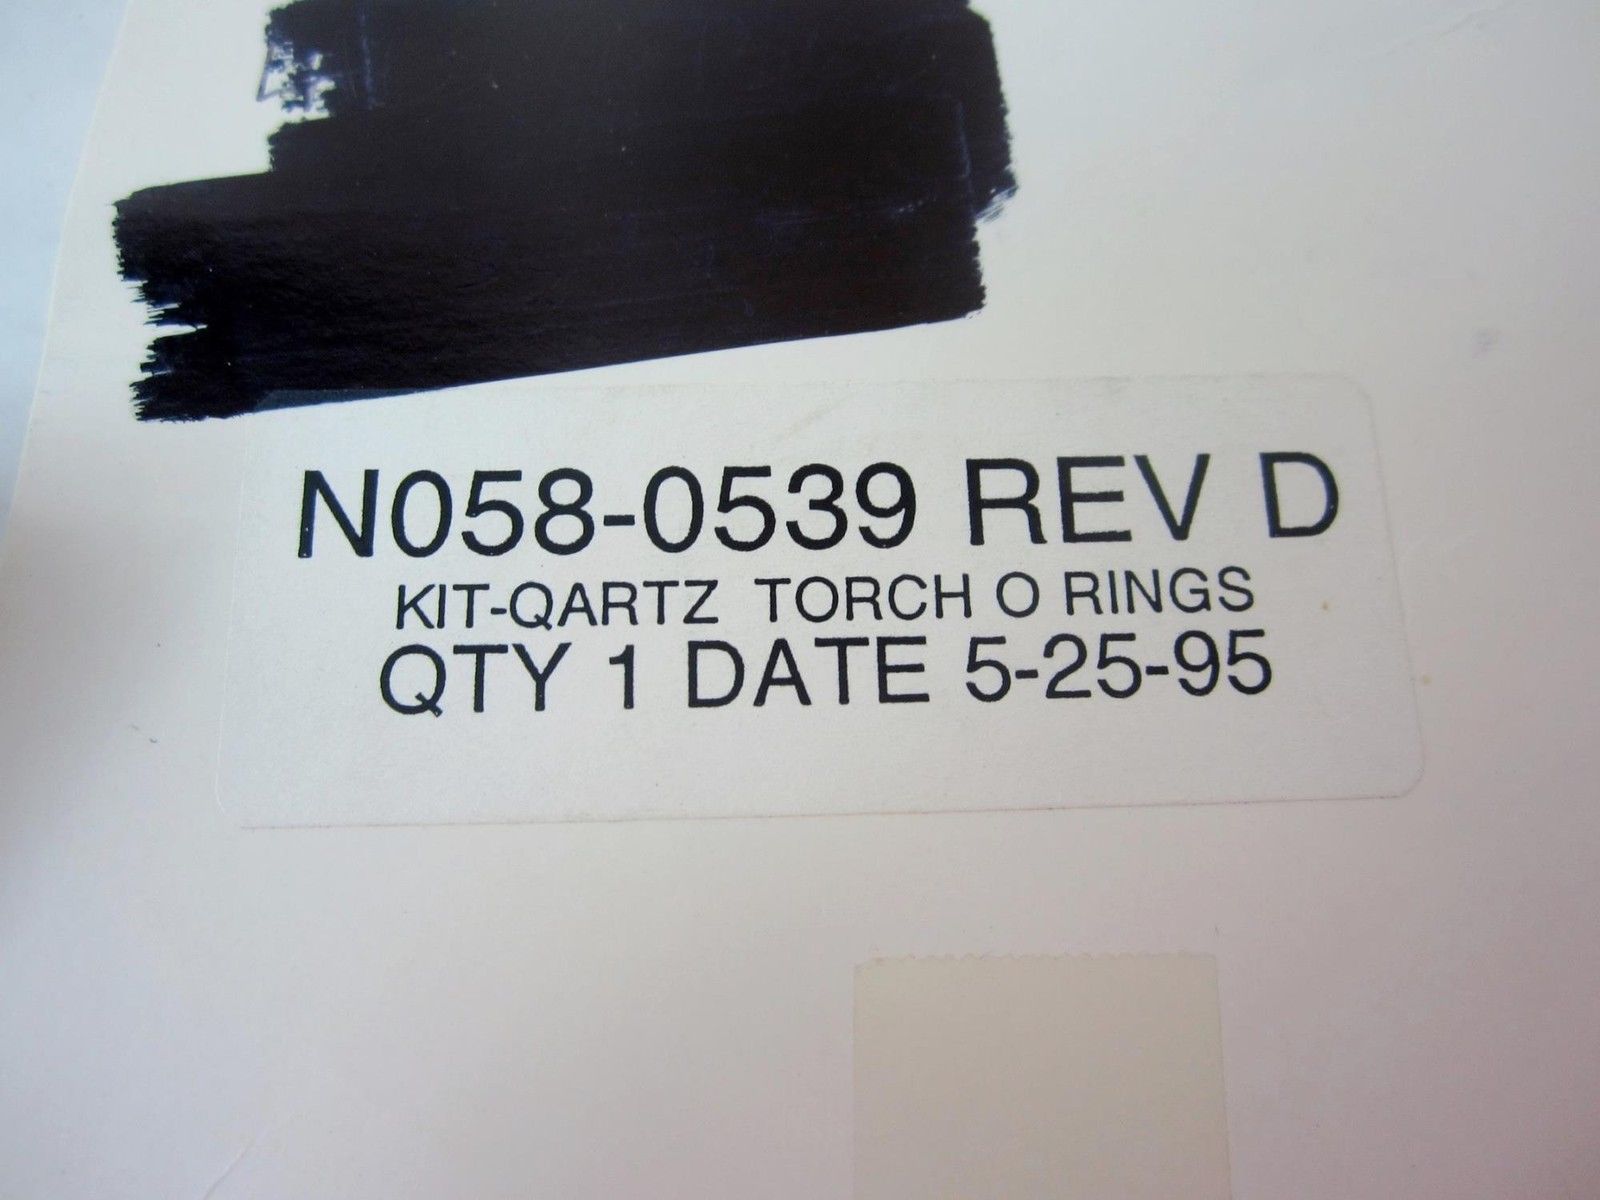 N058-0539 REV D
KIT-QARTZ TORCH O RINGS
QTY 1 DATE 5-25-95